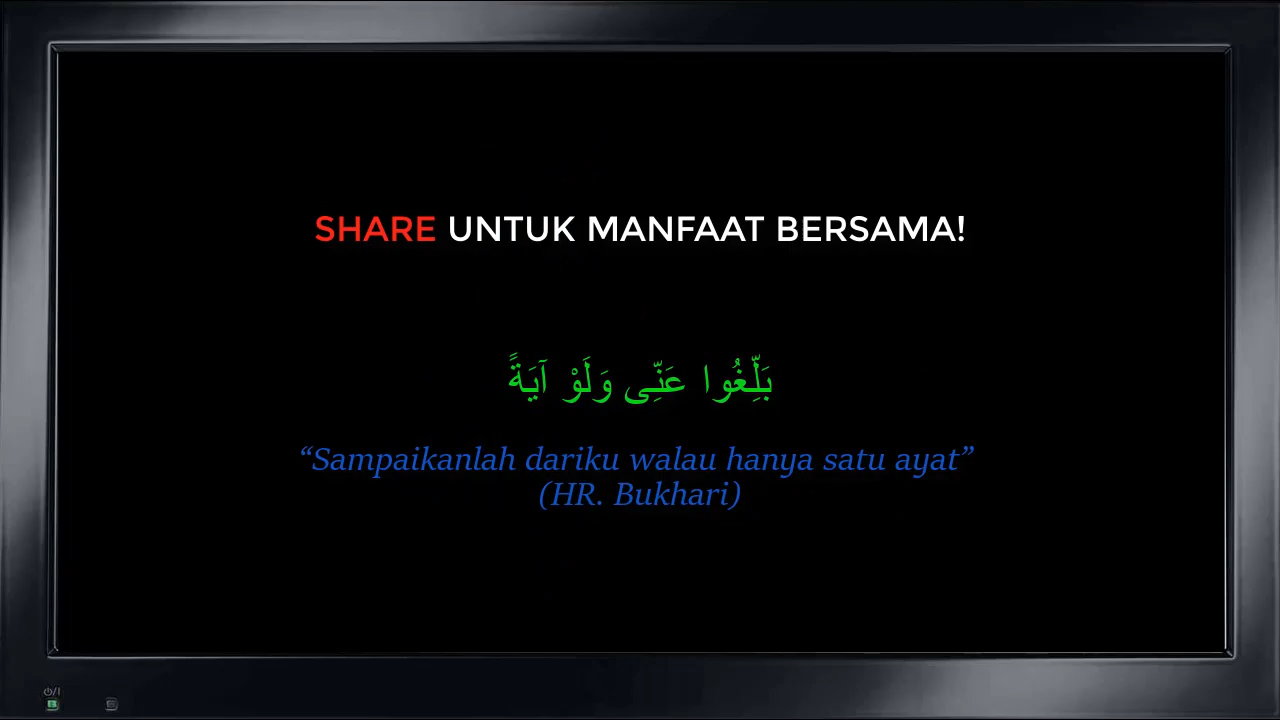 SHARE UNTUK MANFAAT BERSAMA!
بَلِّغُوا عَنِّى وَلَوْ آيَةً
“Sampaikanlah dariku walau hanya satu ayat”
(HR. Bukhari)